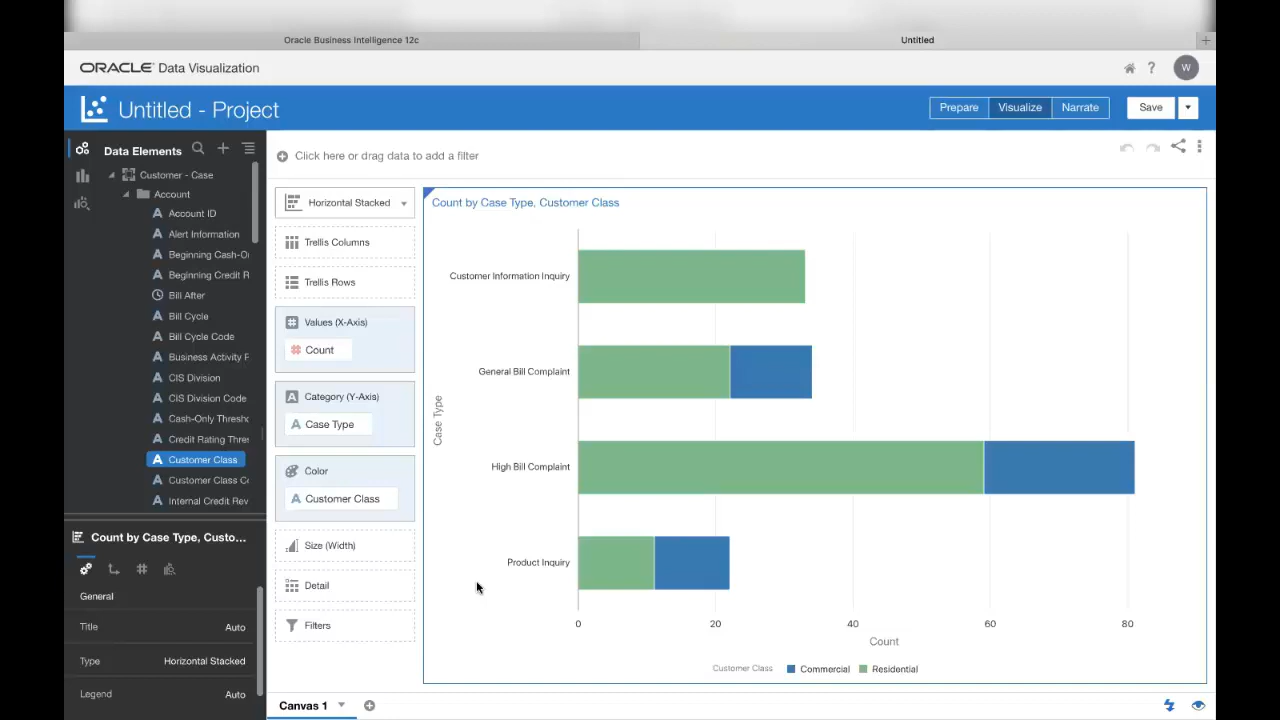 Oracle Business Intelligence 12c
Untitled
ORACLE Data Visualization
W
Untitled - Project
Prepare
Visualize
Narrate
Save
Data Elements
Customer - Case
Account
Account ID
Alert Information
Beginning Cash-O
Beginning Credit R
Bill After
Bill Cycle
Bill Cycle Code
Business Activity F
CIS Division
CIS Division Code
Cash-Only Thresh
Credit Rating Thre
Customer Class
Customer Class C
Internal Credit Rev
Count by Case Type, Custo...
General
Title Auto
Type Horizontal Stacked
Legend Auto
Click here or drag data to add a filter
Horizontal Stacked
Trellis Columns
Trellis Rows
Values (X-Axis)
Count
Category (Y-Axis)
Case Type
Color
Customer Class
Size (Width)
Detail
Filters
Count by Case Type, Customer Class
Case Type
Customer Information Inquiry
General Bill Complaint
High Bill Complaint
Product Inquiry
0 20 40 60 80
Count
Customer Class Commercial Residential
Canvas 1